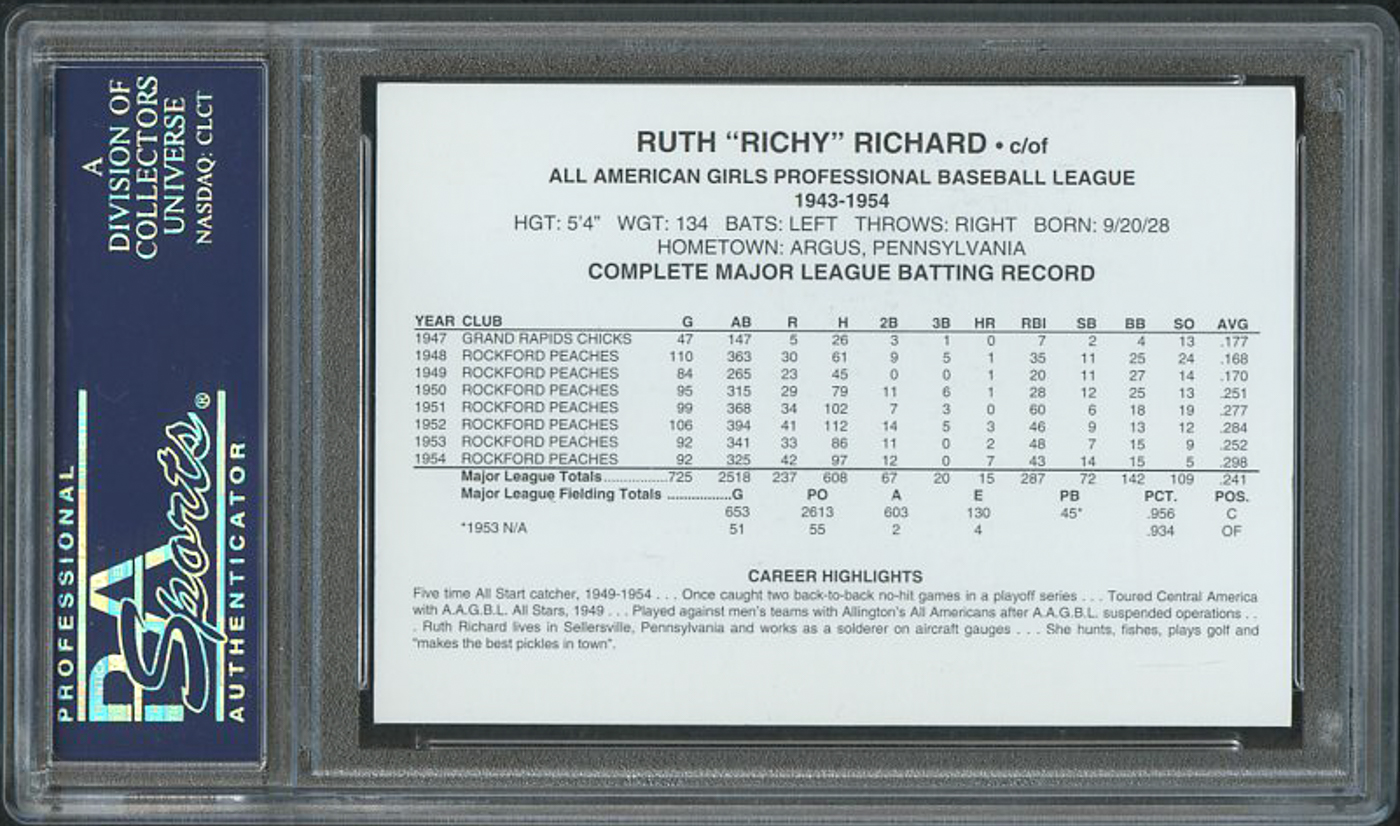 A
DIVISION OF
COLLECTORS
UNIVERSE
NASDAQ: CLCT
PROFESSIONAL
PSA
Sports®
AUTHENTICATOR
RUTH “RICHY” RICHARD • c/of
ALL AMERICAN GIRLS PROFESSIONAL BASEBALL LEAGUE
1943-1954
HGT: 5'4" WGT: 134 BATS: LEFT THROWS: RIGHT BORN: 9/20/28
HOMETOWN: ARGUS, PENNSYLVANIA
COMPLETE MAJOR LEAGUE BATTING RECORD
YEAR CLUB G AB R H 2B 3B HR RBI SB BB SO AVG
1947 GRAND RAPIDS CHICKS 47 147 5 26 3 1 0 7 2 4 13 .177
1948 ROCKFORD PEACHES 110 363 30 61 9 5 1 35 11 25 24 .168
1949 ROCKFORD PEACHES 84 265 23 45 0 0 1 20 11 27 14 .170
1950 ROCKFORD PEACHES 95 315 29 79 11 6 1 28 12 25 13 .251
1951 ROCKFORD PEACHES 99 368 34 102 7 3 0 60 6 18 19 .277
1952 ROCKFORD PEACHES 106 394 41 112 14 5 3 46 9 13 12 .284
1953 ROCKFORD PEACHES 92 341 33 86 11 0 2 48 7 15 9 .252
1954 ROCKFORD PEACHES 92 325 42 97 12 0 7 43 14 15 5 .298
Major League Totals ................725 2518 237 608 67 20 15 287 72 142 109 .241
Major League Fielding Totals ................G PO A E PB PCT. POS.
653 2613 603 130 45* .956 C
*1953 N/A 51 55 2 4 .934 OF
CAREER HIGHLIGHTS
Five time All Start catcher, 1949-1954 . . . Once caught two back-to-back no-hit games in a playoff series . . . Toured Central America
with A.A.G.B.L. All Stars, 1949 . . . Played against men's teams with Allington's All Americans after A.A.G.B.L. suspended operations . .
. Ruth Richard lives in Sellersville, Pennsylvania and works as a solderer on aircraft gauges . . . She hunts, fishes, plays golf and
"makes the best pickles in town".